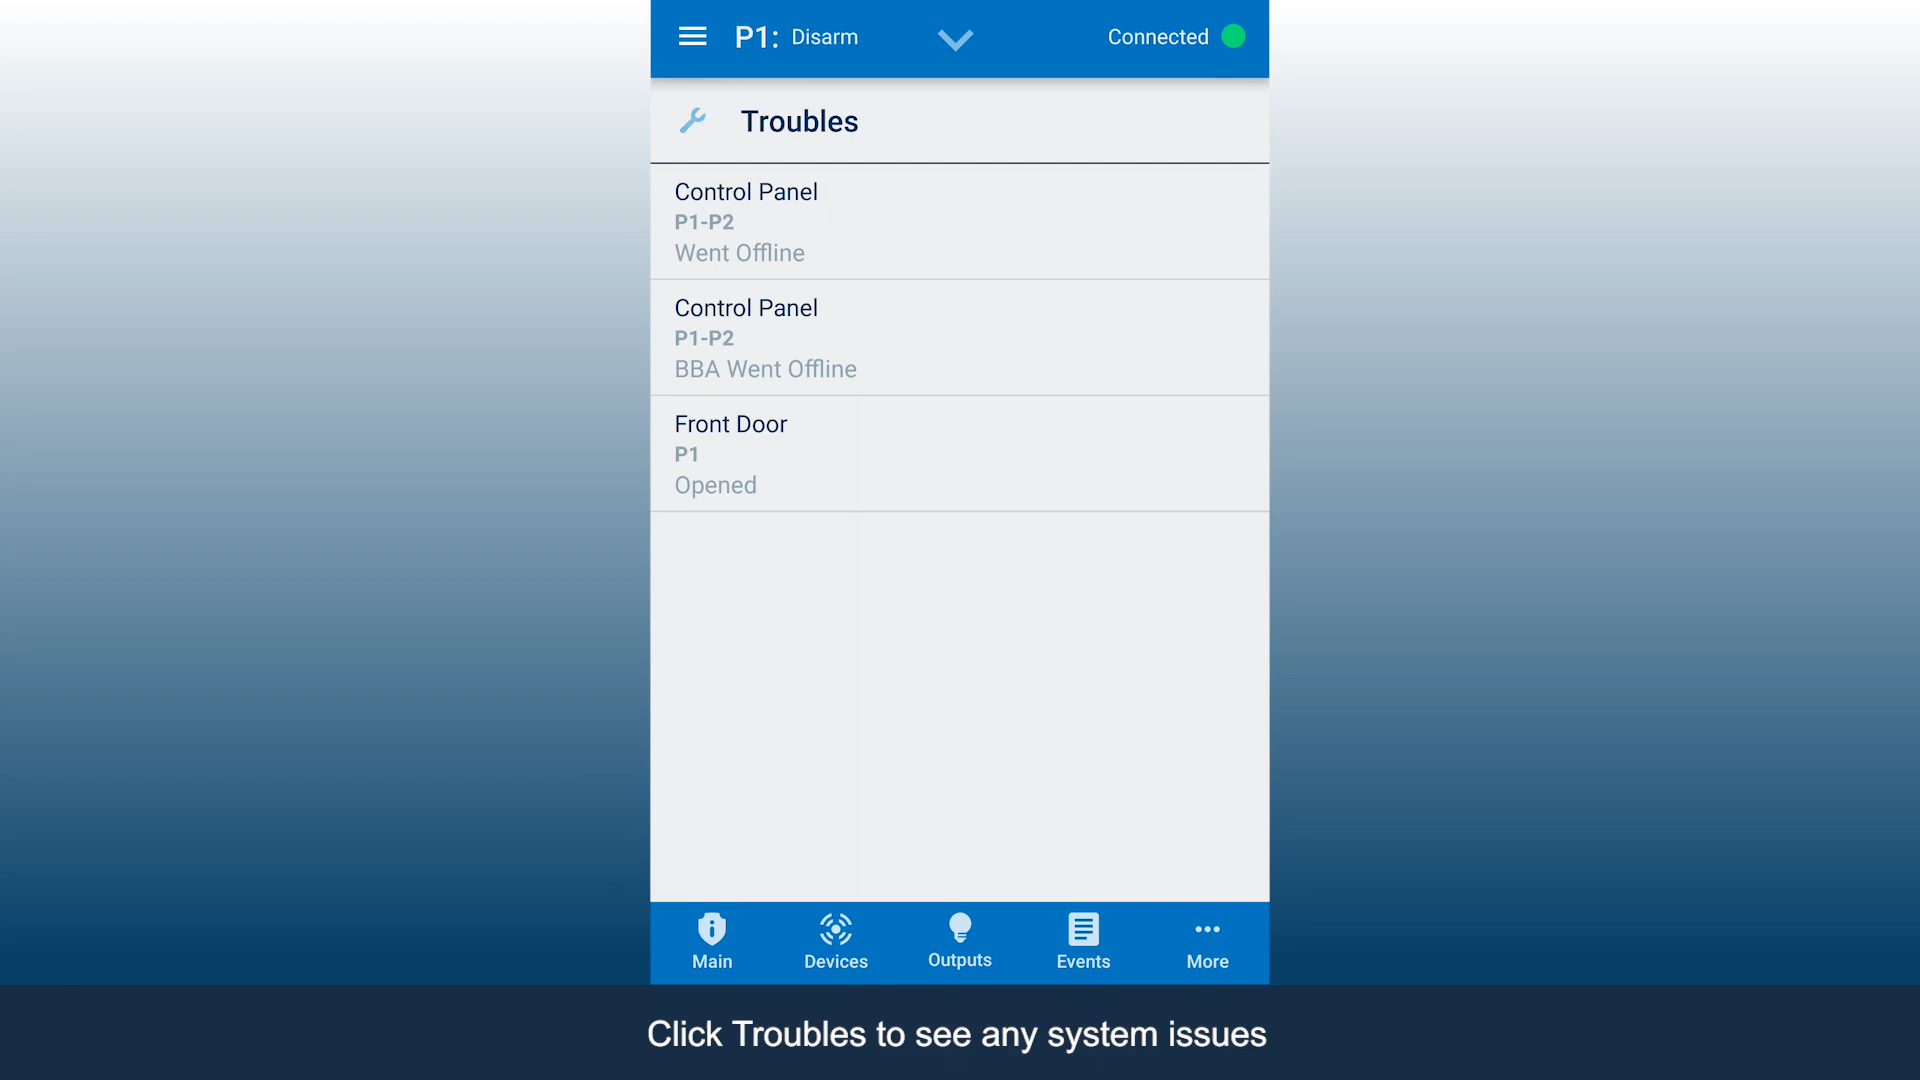 P1: Disarm
Connected
Troubles
Control Panel
P1-P2
Went Offline
Control Panel
P1-P2
BBA Went Offline
Front Door
P1
Opened
Main
Devices
Outputs
Events
More
Click Troubles to see any system issues